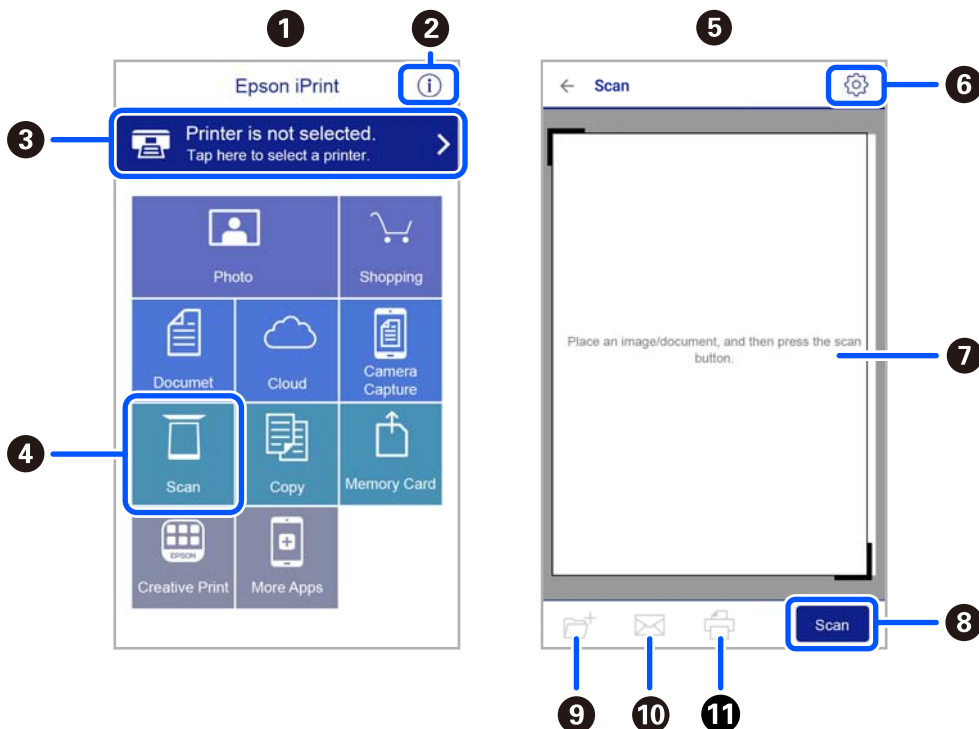 1
2
5
Epson iPrint
i
Scan
6
3
Printer is not selected.
Tap here to select a printer.
Photo
Shopping
Place an image/document, and then press the scan
button.
7
Documet
Cloud
Camera
Capture
4
Scan
Copy
Memory Card
EPSON
Creative Print
More Apps
Scan
8
9
10
11